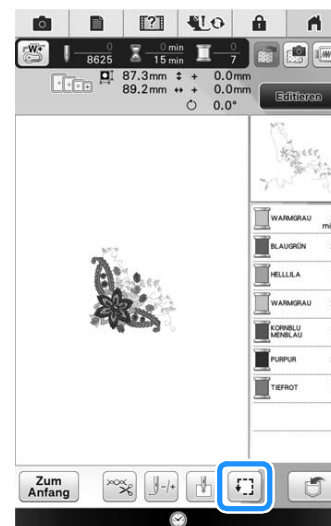 W+
0
8625
0 min
15 min
0
7
87.3mm ↕ + 0.0mm
89.2mm ↔ + 0.0mm
0.0°
Editieren
WARMGRAU
BLAUGRÜN
HELLLILA
WARMGRAU
KORNBLU
MENBLAU
PURPUR
TIEFROT
Zum
Anfang
-/+